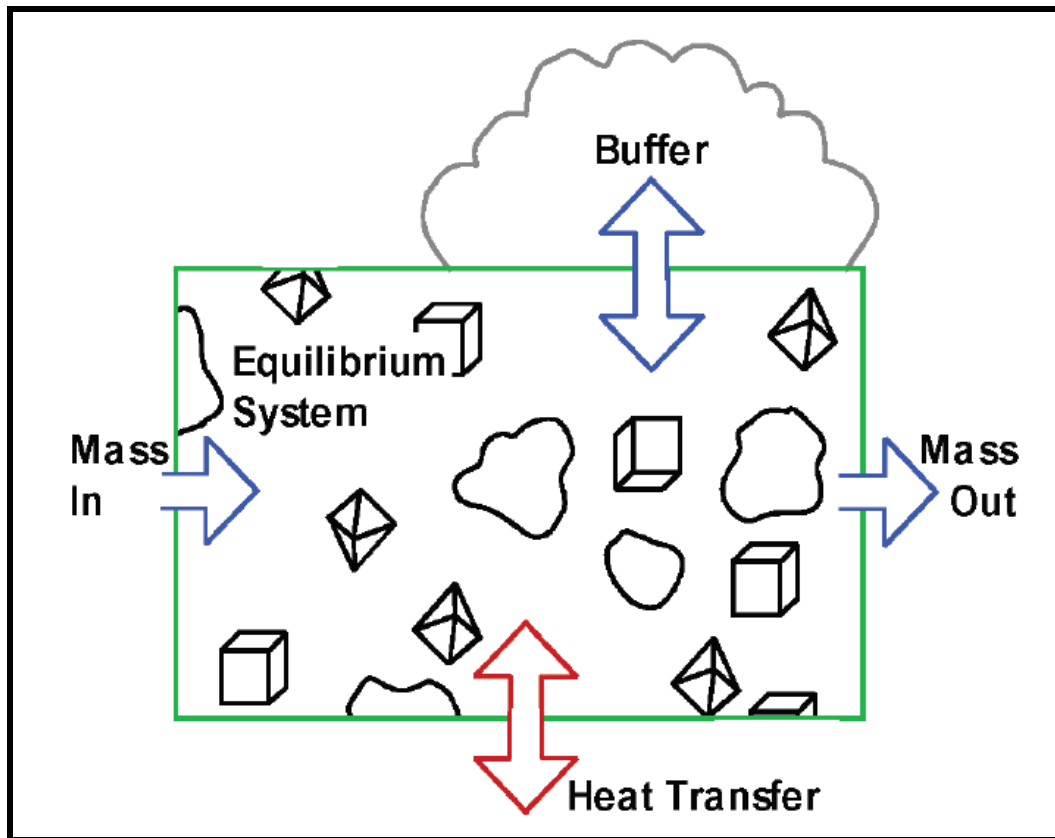 Buffer
Equilibrium
System
Mass
In
Mass
Out
Heat Transfer